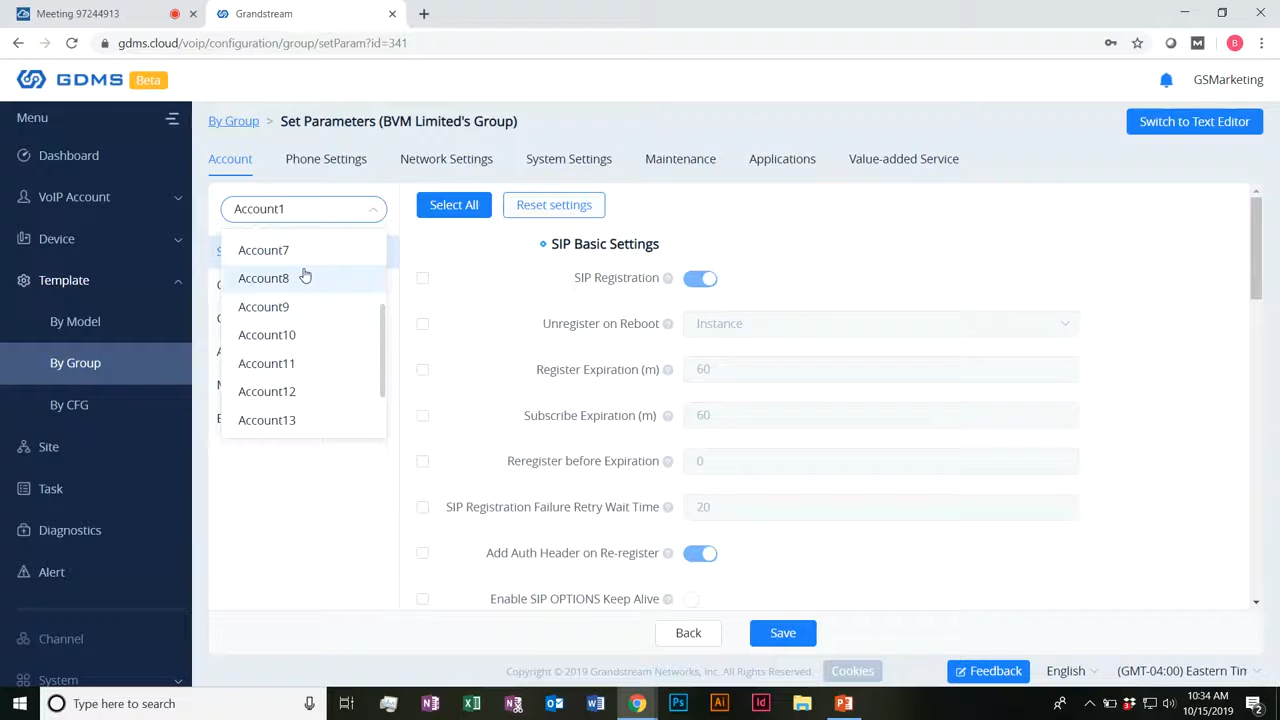 Meeting 97244913
Grandstream
gdms.cloud/voip/configuration/group/setParam?id=341
M
B
GDMS Beta
GSMarketing
Menu
By Group > Set Parameters (BVM Limited's Group)
Switch to Text Editor
Dashboard
VoIP Account
Device
Template
By Model
By Group
By CFG
Site
Task
Diagnostics
Alert
Channel
System
Account
Phone Settings
Network Settings
System Settings
Maintenance
Applications
Value-added Service
Account1
Account7
Account8
Account9
Account10
Account11
Account12
Account13
Select All
Reset settings
SIP Basic Settings
SIP Registration
Unregister on Reboot
Instance
Register Expiration (m)
60
Subscribe Expiration (m)
60
Reregister before Expiration
0
SIP Registration Failure Retry Wait Time
20
Add Auth Header on Re-register
Enable SIP OPTIONS Keep Alive
Back
Save
Copyright © 2019 Grandstream Networks, Inc. All Rights Reserved.
Cookies
Feedback
English
(GMT-04:00) Eastern Tim
Type here to search
Ps
Ai
Id
10:34 AM
10/15/2019
2